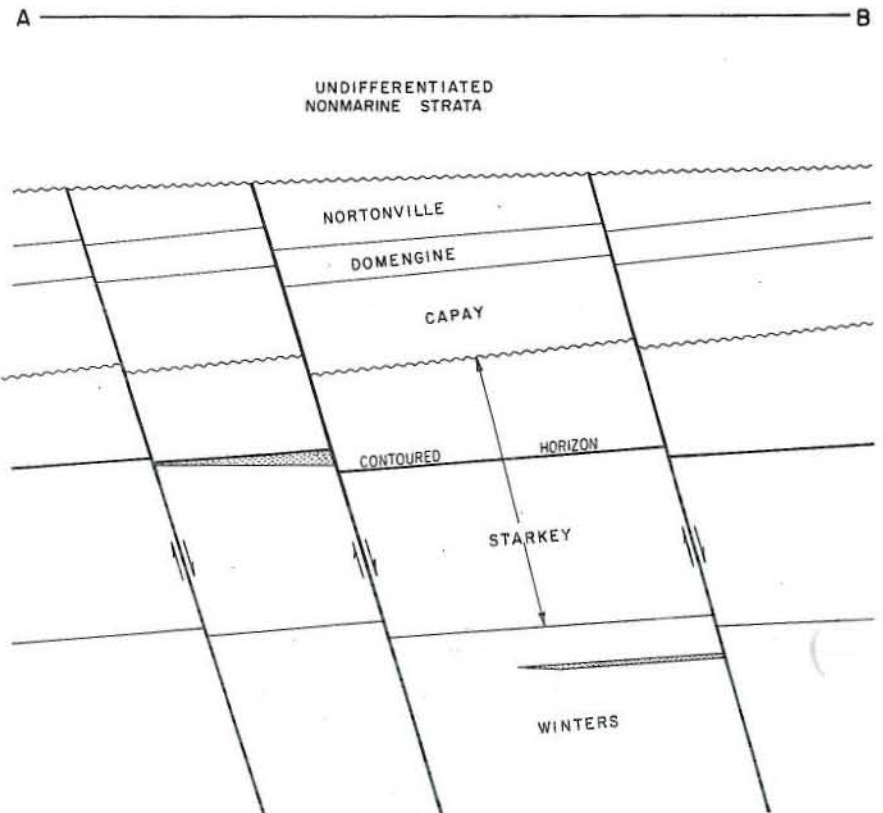 A B
UNDIFFERENTIATED
NONMARINE STRATA
NORTONVILLE
DOMENGINE
CAPAY
CONTOURED HORIZON
STARKEY
WINTERS